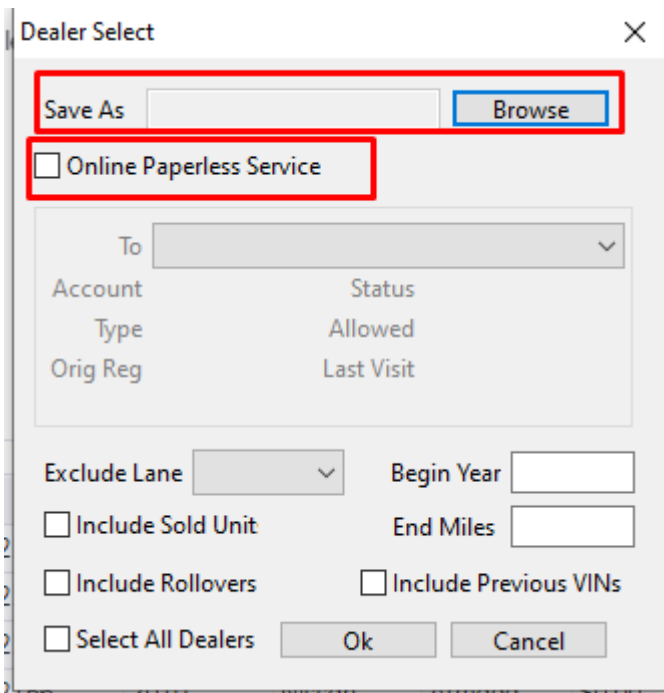 Dealer Select
Save As Browse
Online Paperless Service
To
Account Status
Type Allowed
Orig Reg Last Visit
Exclude Lane Begin Year
Include Sold Unit End Miles
Include Rollovers Include Previous VINs
Select All Dealers Ok Cancel